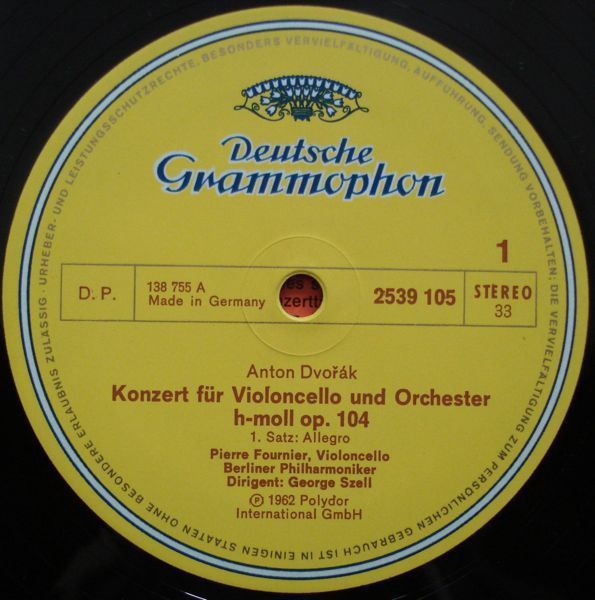 Deutsche
Grammophon
1
D. P.
138 755 A
Made in Germany
2539 105
STEREO
33
Anton Dvořák
Konzert für Violoncello und Orchester
h-moll op. 104
1. Satz: Allegro
Pierre Fournier, Violoncello
Berliner Philharmoniker
Dirigent: George Szell
Ⓟ 1962 Polydor
International GmbH
URHEBER- UND LEISTUNGSSCHUTZRECHTE, BESONDERS VERVIELFÄLTIGUNG, AUFFÜHRUNG, SENDUNG VORBEHALTEN; DIE VERVIELFÄLTIGUNG ZUM PERSÖNLICHEN GEBRAUCH IST IN EINIGEN STAATEN OHNE BESONDERE ERLAUBNIS ZULÄSSIG ·